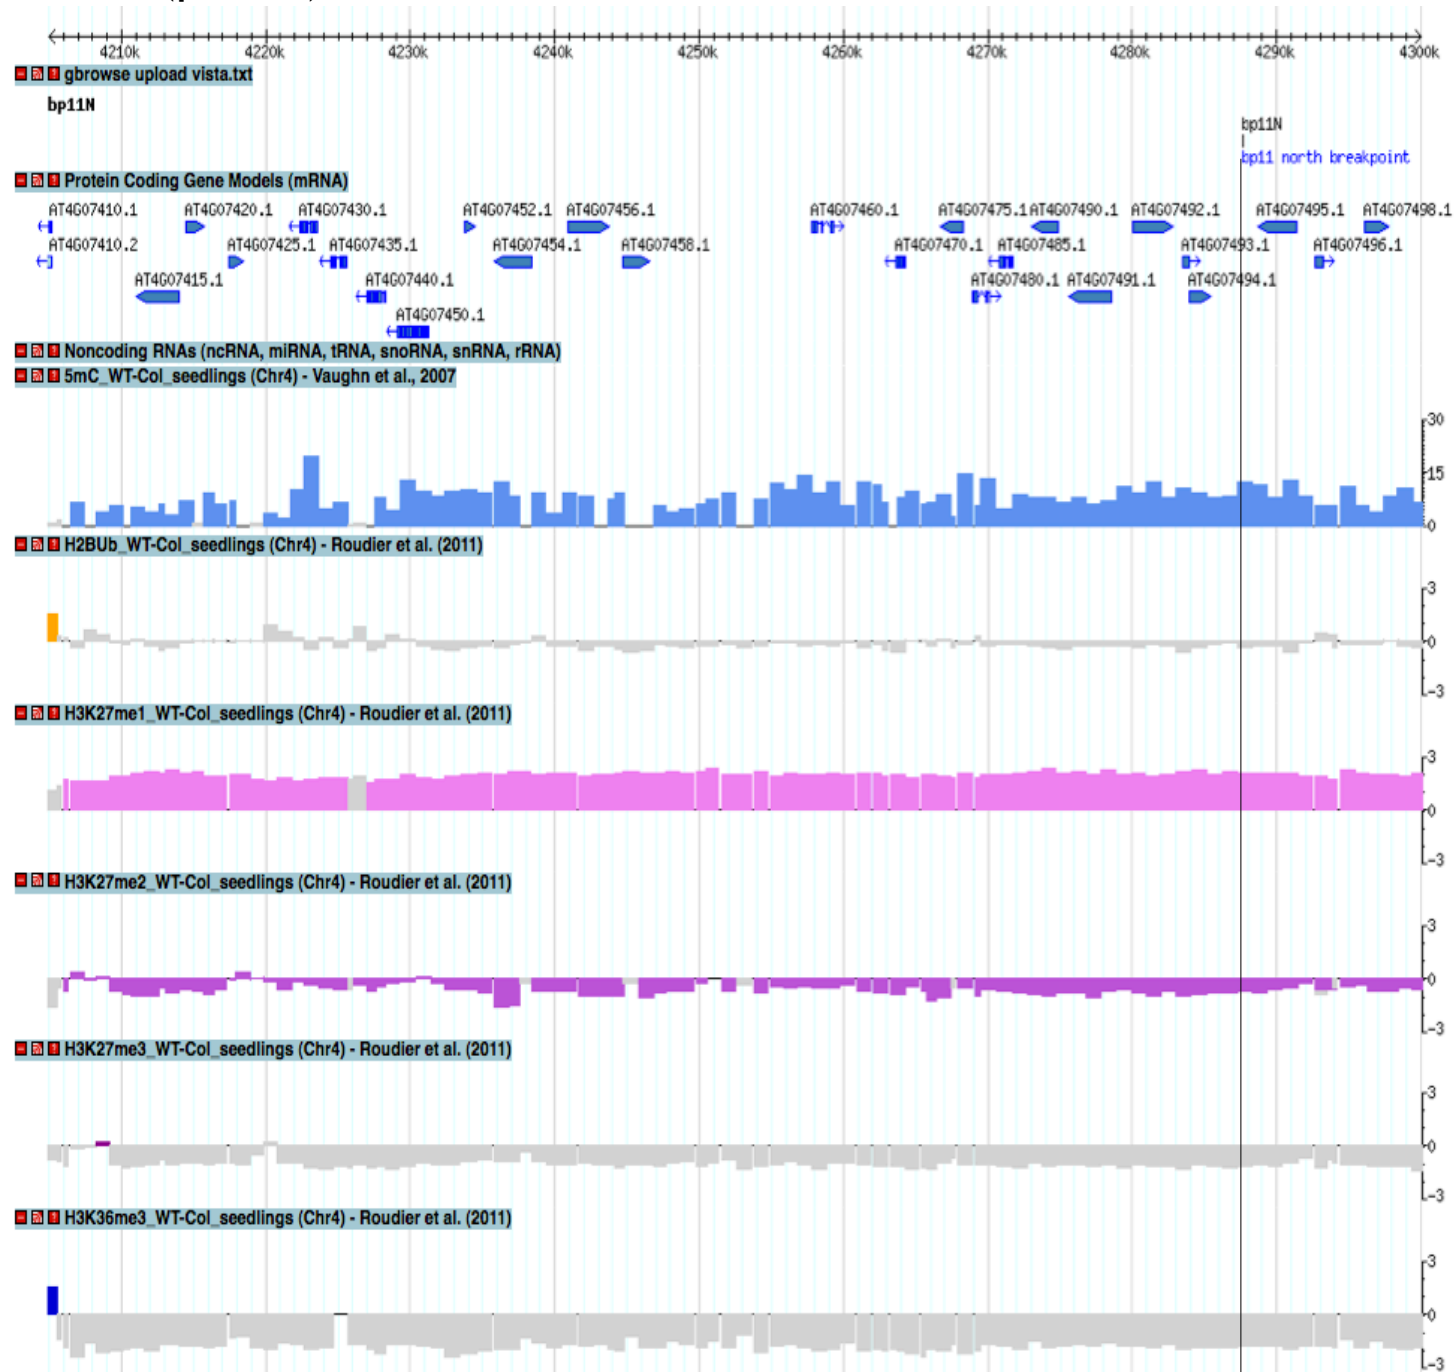 4210k 4220k 4230k 4240k 4250k 4260k 4270k 4280k 4290k 4300k
gbrowse upload vista.txt
bp11N
bp11N
bp11 north breakpoint
Protein Coding Gene Models (mRNA)
AT4G07410.1 AT4G07420.1 AT4G07430.1 AT4G07452.1 AT4G07456.1 AT4G07460.1 AT4G07475.1 AT4G07490.1 AT4G07492.1 AT4G07495.1 AT4G07498.1
AT4G07410.2 AT4G07425.1 AT4G07435.1 AT4G07454.1 AT4G07458.1 AT4G07470.1 AT4G07485.1 AT4G07493.1 AT4G07496.1
AT4G07415.1 AT4G07440.1 AT4G07480.1 AT4G07491.1 AT4G07494.1
AT4G07450.1
Noncoding RNAs (ncRNA, miRNA, tRNA, snoRNA, snRNA, rRNA)
5mC_WT-Col_seedlings (Chr4) - Vaughn et al., 2007
30
15
0
H2BUb_WT-Col_seedlings (Chr4) - Roudier et al. (2011)
3
0
-3
H3K27me1_WT-Col_seedlings (Chr4) - Roudier et al. (2011)
3
0
-3
H3K27me2_WT-Col_seedlings (Chr4) - Roudier et al. (2011)
3
0
-3
H3K27me3_WT-Col_seedlings (Chr4) - Roudier et al. (2011)
3
0
-3
H3K36me3_WT-Col_seedlings (Chr4) - Roudier et al. (2011)
3
0
-3